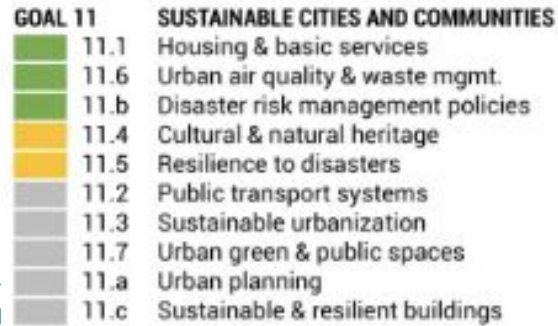 GOAL 11 SUSTAINABLE CITIES AND COMMUNITIES
11.1 Housing & basic services
11.6 Urban air quality & waste mgmt.
11.b Disaster risk management policies
11.4 Cultural & natural heritage
11.5 Resilience to disasters
11.2 Public transport systems
11.3 Sustainable urbanization
11.7 Urban green & public spaces
11.a Urban planning
11.c Sustainable & resilient buildings